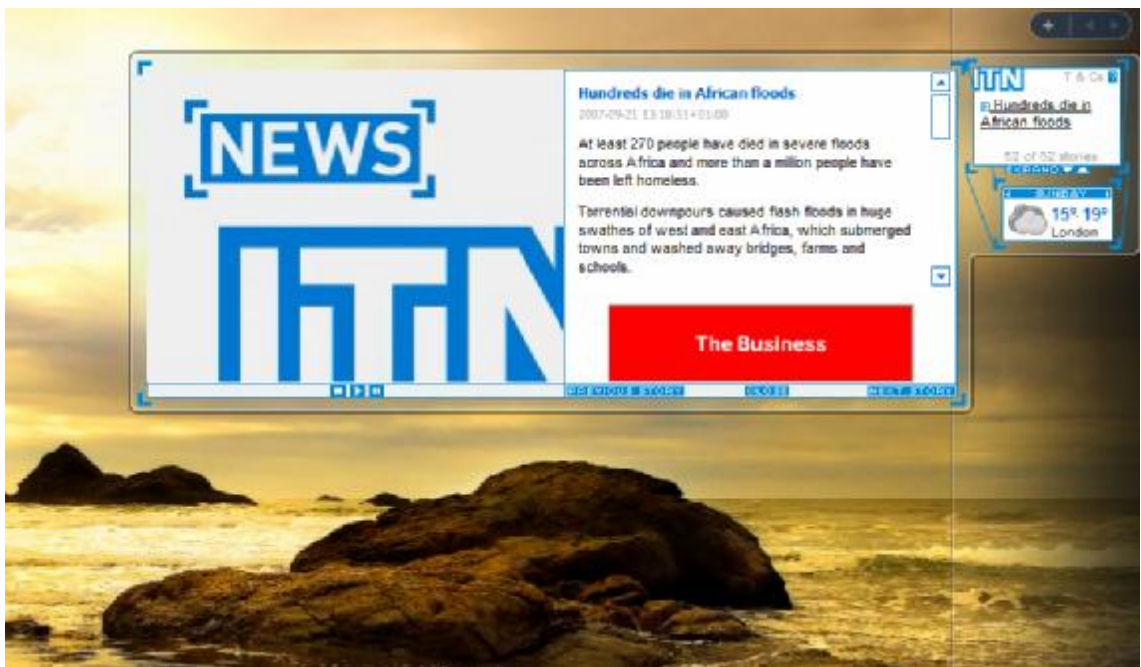 NEWS
ITN
Hundreds die in African floods
2007-09-21 13:18:51+01:00
At least 270 people have died in severe floods
across Africa and more than a million people have
been left homeless.
Torrential downpours caused flash floods in huge
swathes of west and east Africa, which submerged
towns and washed away bridges, farms and
schools.
The Business
PREVIOUS STORY
CLOSE
NEXT STORY
ITN
T & Cs ?
Hundreds die in
African floods
52 of 52 stories
EXPAND
SUNDAY
15° 19°
London